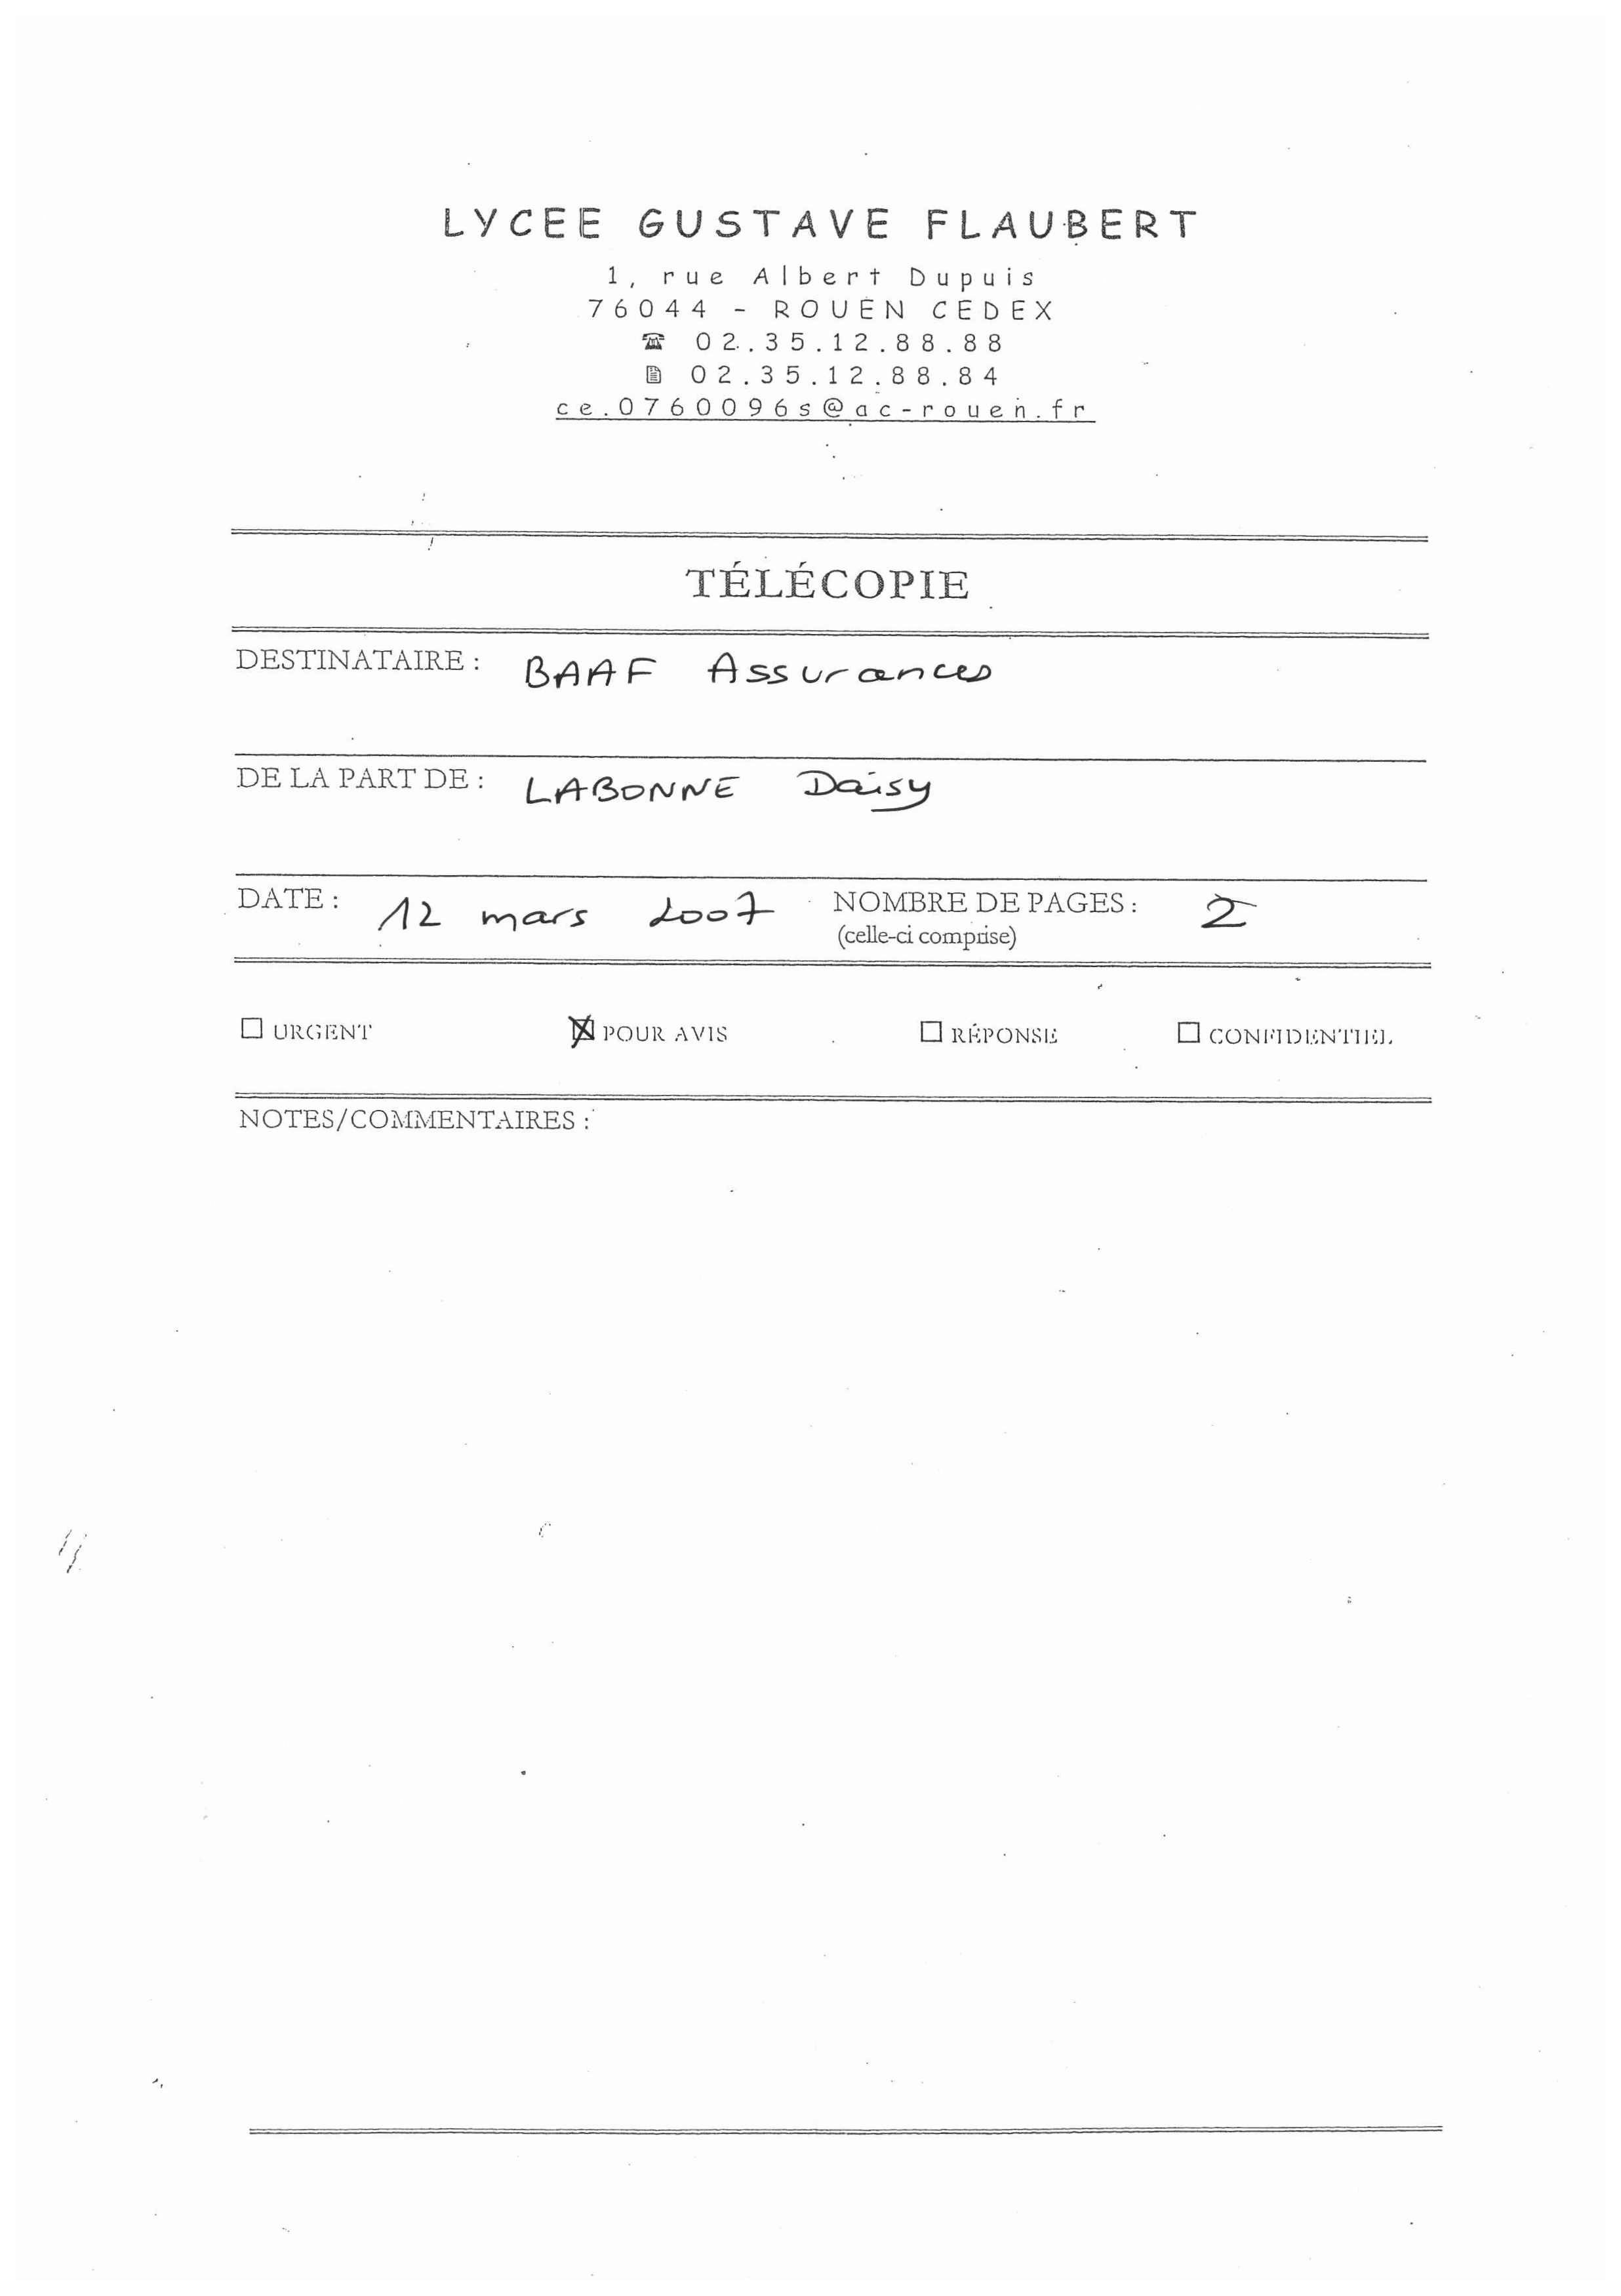 LYCEE GUSTAVE FLAUBERT
1, rue Albert Dupuis
76044 - ROUEN CEDEX
☎ 02.35.12.88.88
🖹 02.35.12.88.84
ce.0760096s@ac-rouen.fr
TÉLÉCOPIE
DESTINATAIRE : BAAF Assurances
DE LA PART DE : LABONNE Daisy
DATE : 12 mars 2007 NOMBRE DE PAGES : 2
(celle-ci comprise)
☐ URGENT ☒ POUR AVIS ☐ RÉPONSE ☐ CONFIDENTIEL
NOTES/COMMENTAIRES :